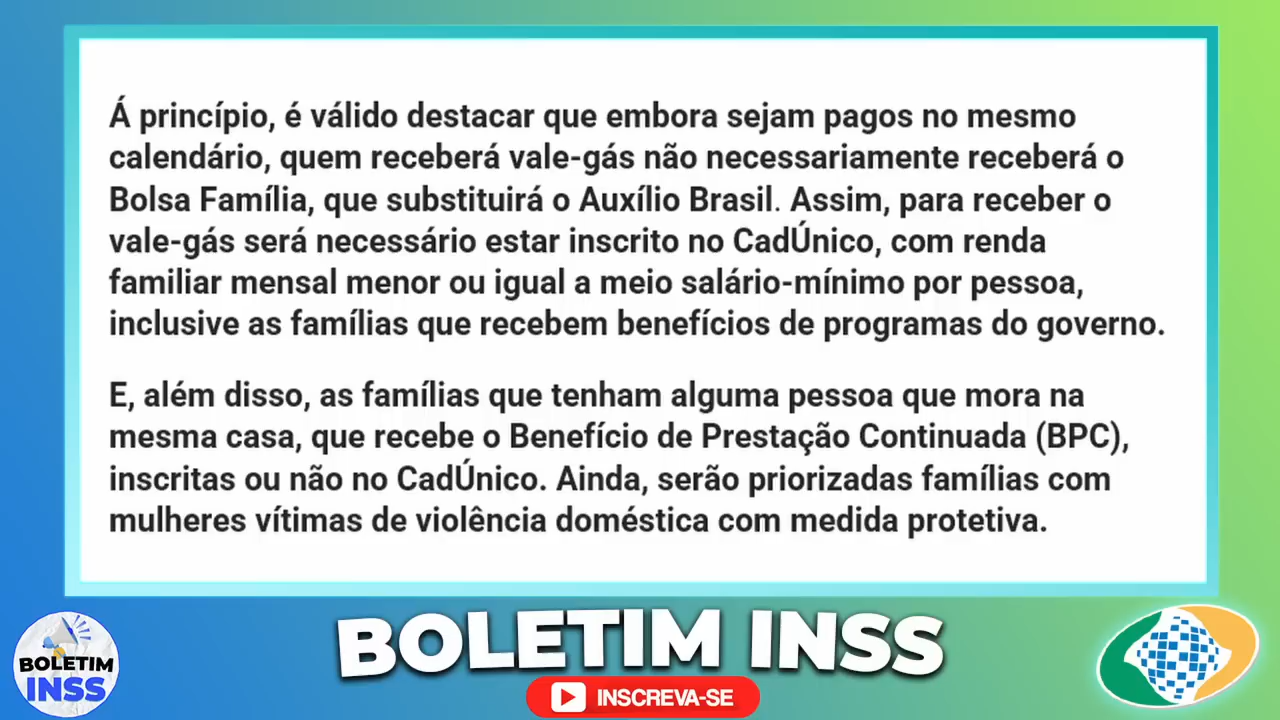 Á princípio, é válido destacar que embora sejam pagos no mesmo
calendário, quem receberá vale-gás não necessariamente receberá o
Bolsa Família, que substituirá o Auxílio Brasil. Assim, para receber o
vale-gás será necessário estar inscrito no CadÚnico, com renda
familiar mensal menor ou igual a meio salário-mínimo por pessoa,
inclusive as famílias que recebem benefícios de programas do governo.
E, além disso, as famílias que tenham alguma pessoa que mora na
mesma casa, que recebe o Benefício de Prestação Continuada (BPC),
inscritas ou não no CadÚnico. Ainda, serão priorizadas famílias com
mulheres vítimas de violência doméstica com medida protetiva.
BOLETIM INSS
INSCREVA-SE
BOLETIM
INSS